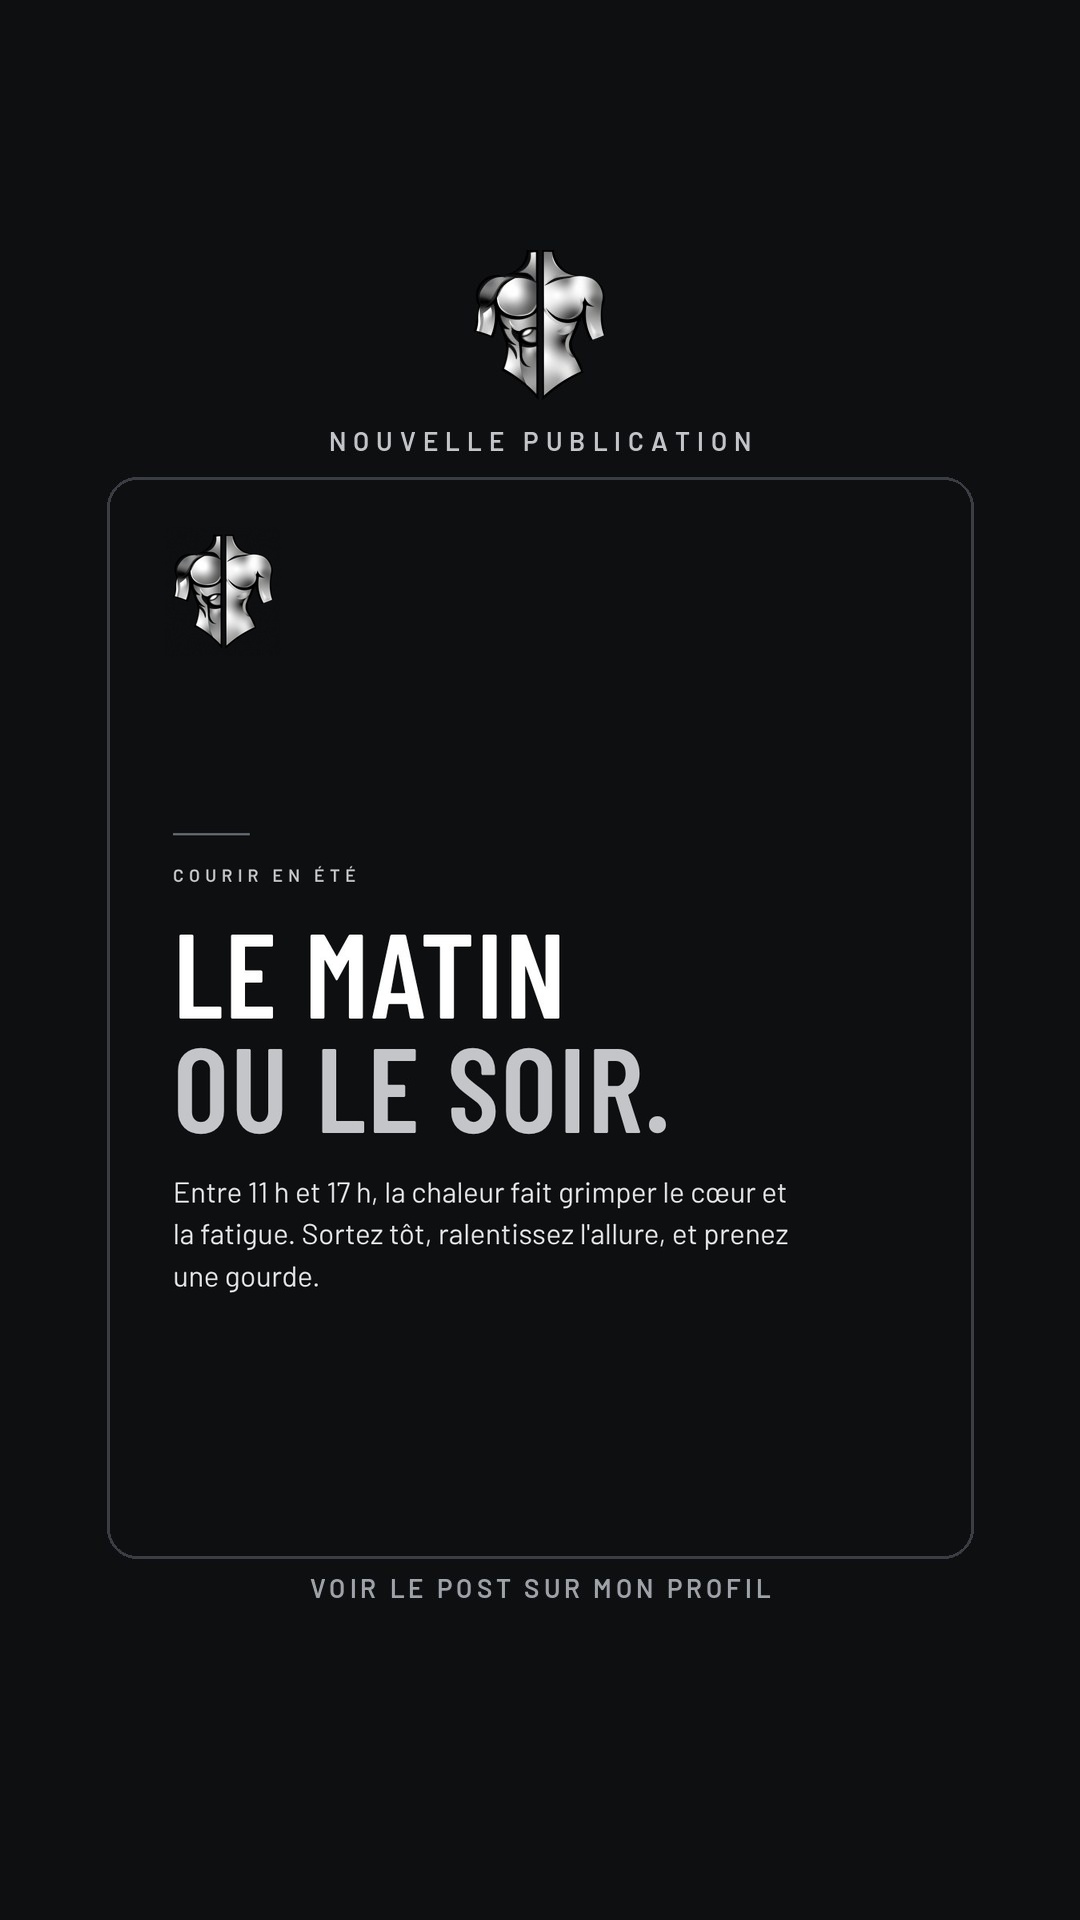 NOUVELLE PUBLICATION
COURIR EN ÉTÉ
LE MATIN
OU LE SOIR.
Entre 11 h et 17 h, la chaleur fait grimper le cœur et
la fatigue. Sortez tôt, ralentissez l'allure, et prenez
une gourde.
VOIR LE POST SUR MON PROFIL